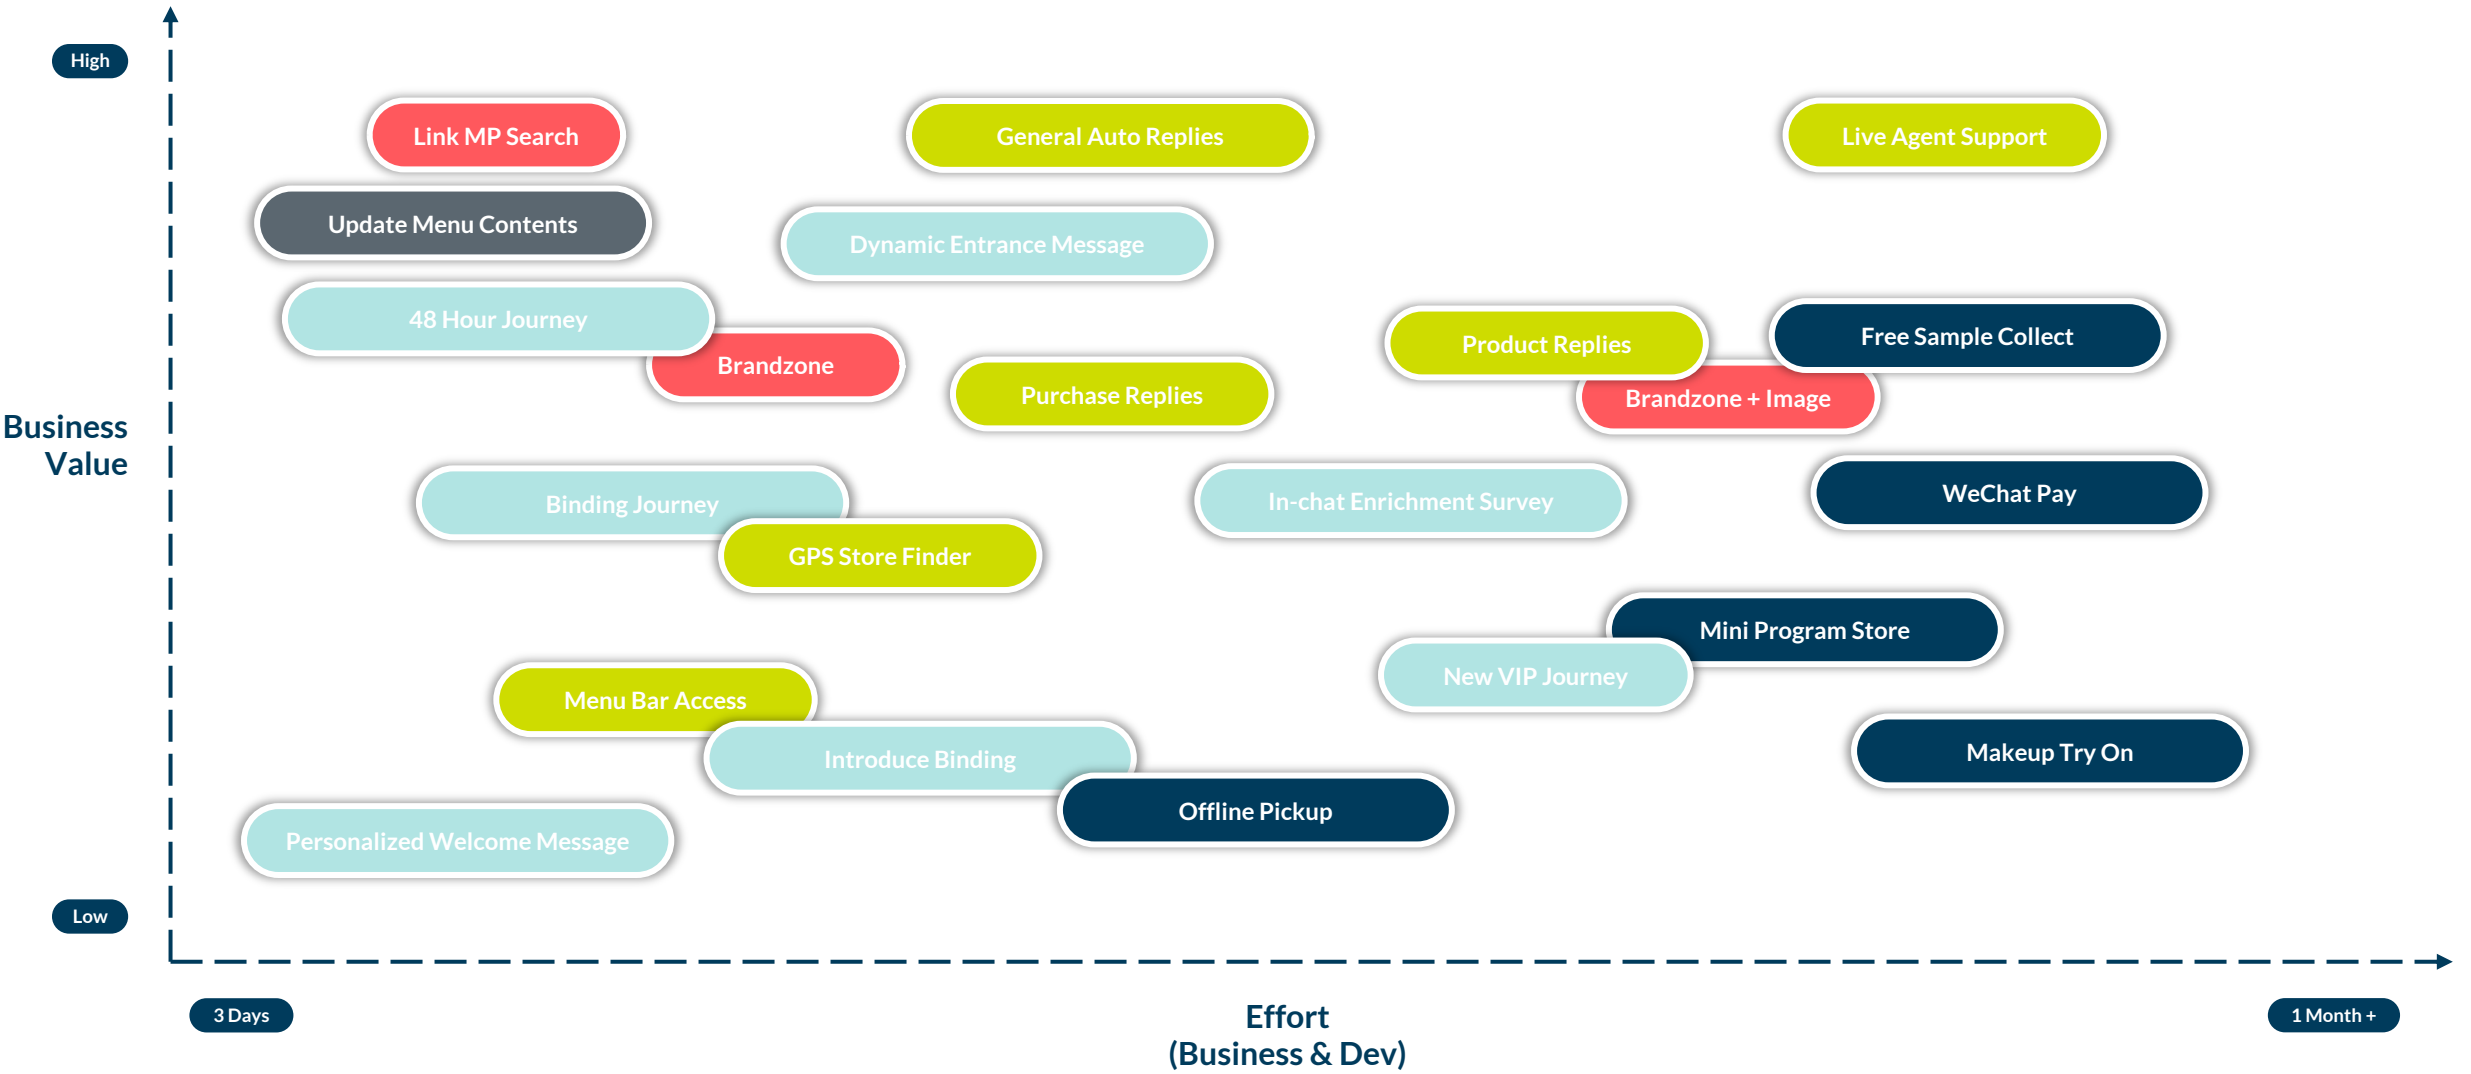 High
Link MP Search
General Auto Replies
Live Agent Support
Update Menu Contents
Dynamic Entrance Message
48 Hour Journey
Brandzone
Product Replies
Free Sample Collect
Purchase Replies
Brandzone + Image
Business
Value
Binding Journey
In-chat Enrichment Survey
WeChat Pay
GPS Store Finder
Mini Program Store
New VIP Journey
Menu Bar Access
Introduce Binding
Makeup Try On
Offline Pickup
Personalized Welcome Message
Low
3 Days
Effort
(Business & Dev)
1 Month +